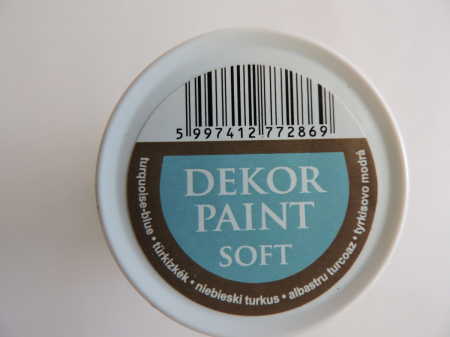 5 997412 772869
DEKOR
PAINT
SOFT
turquoise-blue • türkizkék • niebieski turkus • albastru turcoaz • tyrkisovo modrá